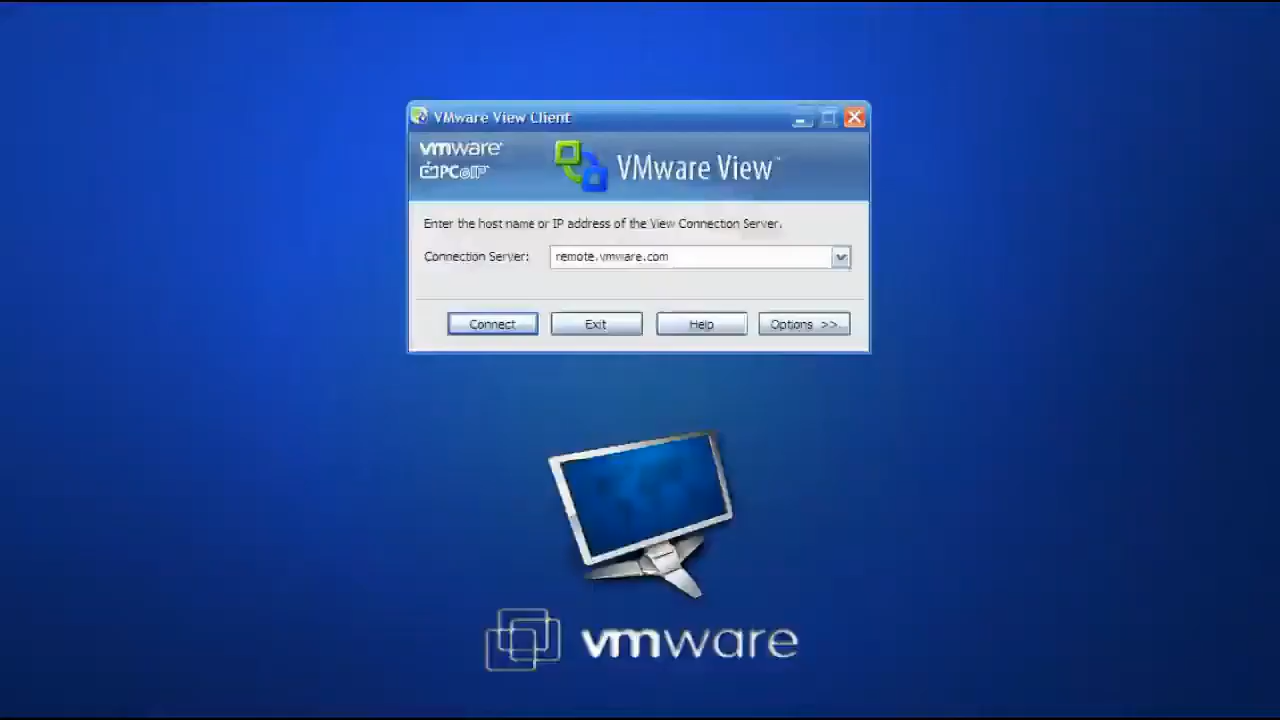 VMware View Client
vmware
PCoIP
VMware View™
Enter the host name or IP address of the View Connection Server.
Connection Server: remote.vmware.com
Connect Exit Help Options >>
vmware